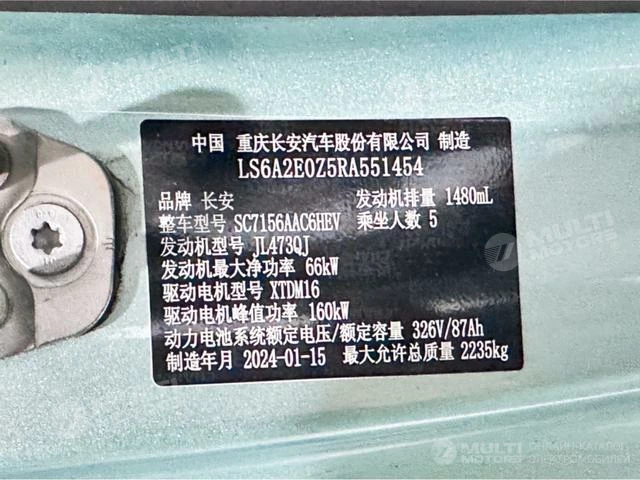 中国 重庆长安汽车股份有限公司 制造
LS6A2E0Z5RA551454
品牌 长安 发动机排量 1480mL
整车型号 SC7156AAC6HEV 乘坐人数 5
发动机型号 JL473QJ
发动机最大净功率 66kW
驱动电机型号 XTDM16
驱动电机峰值功率 160kW
动力电池系统额定电压/额定容量 326V/87Ah
制造年月 2024-01-15 最大允许总质量 2235kg
MULTI MOTORS
ОНЛАЙН-КАТАЛОГ
ЭЛЕКТРОМОБИЛЕЙ